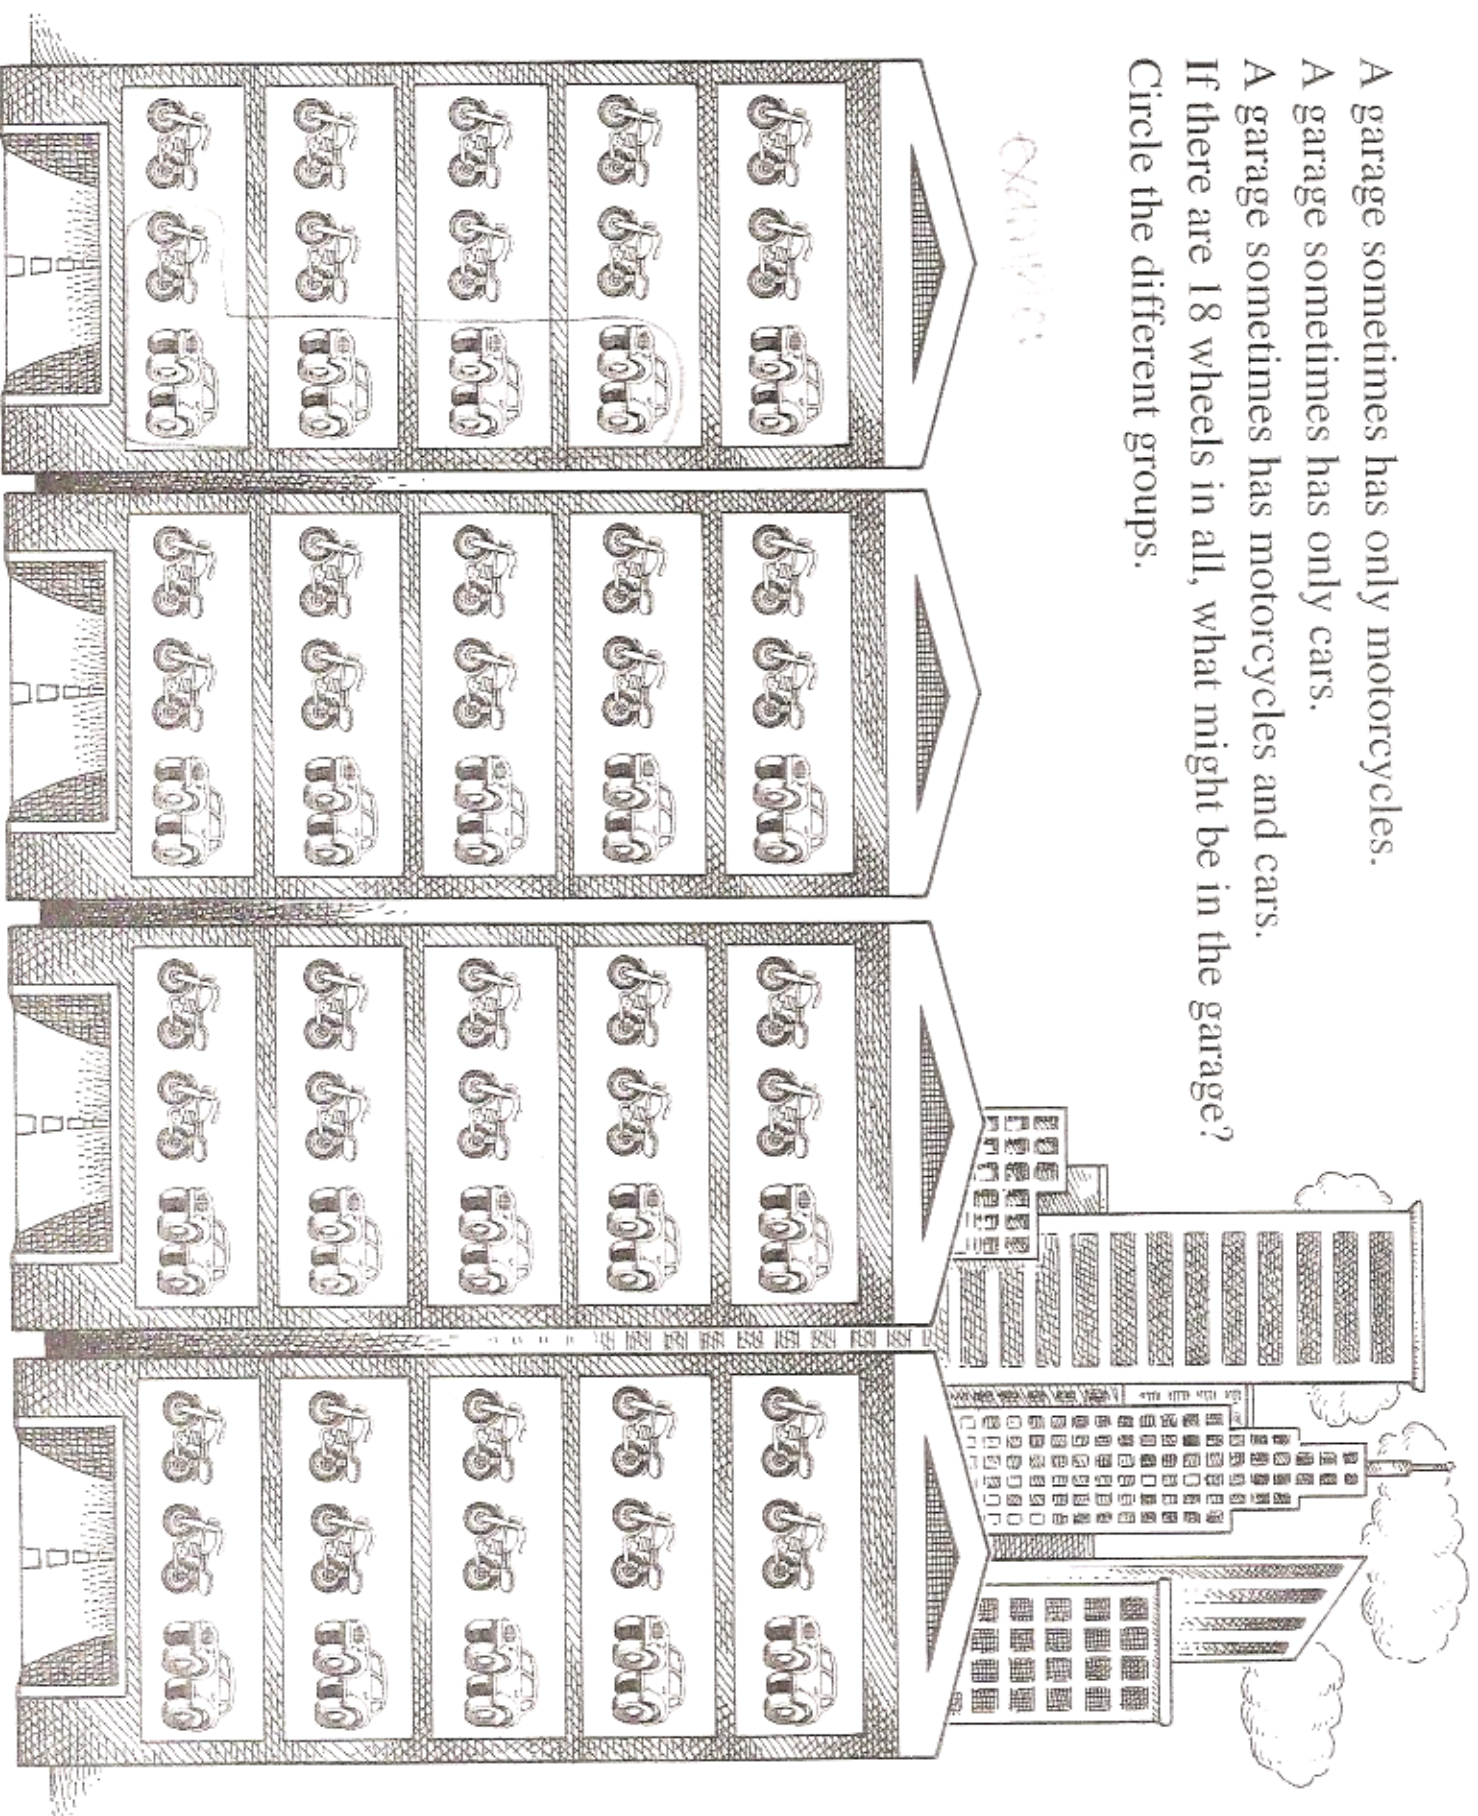 A garage sometimes has only motorcycles.
A garage sometimes has only cars.
A garage sometimes has motorcycles and cars.
If there are 18 wheels in all, what might be in the garage?
Circle the different groups.
example